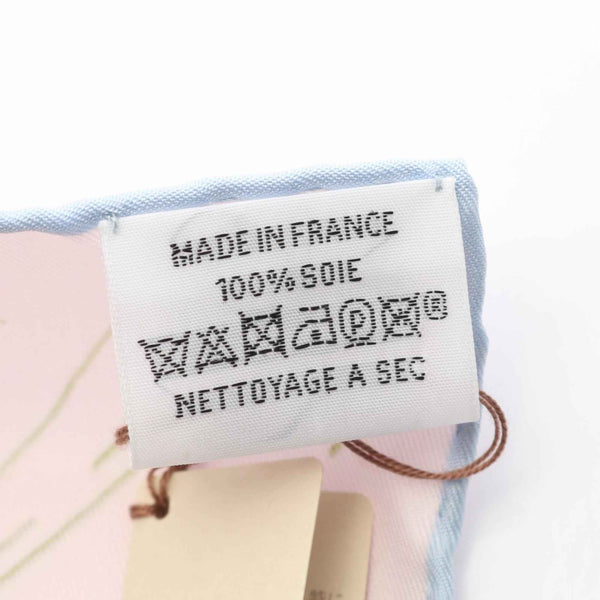 MADE IN FRANCE
100% SOIE
P ®
NETTOYAGE A SEC